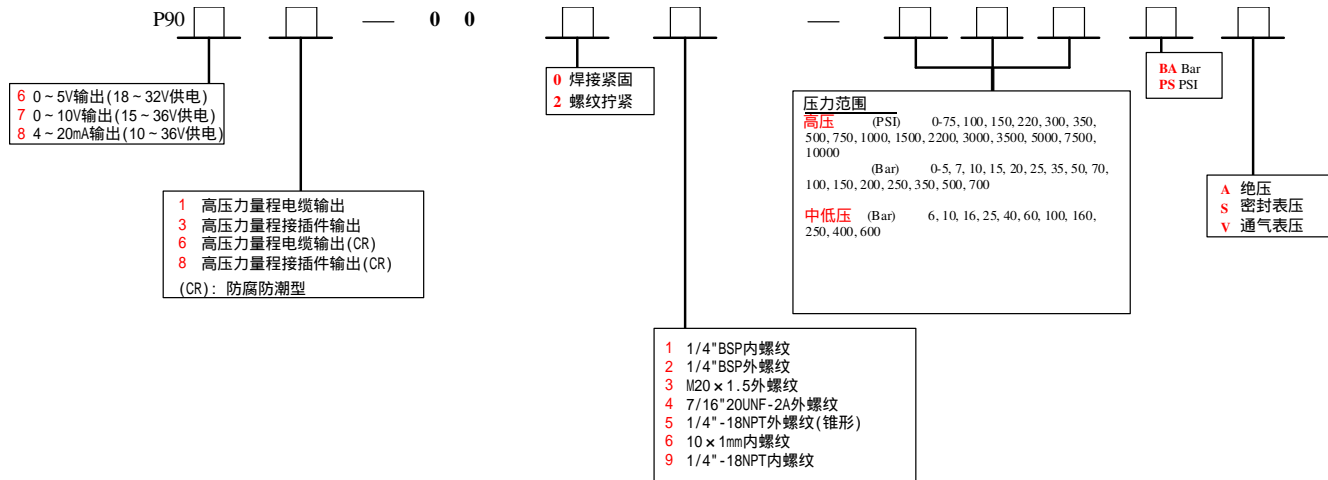 P90 — 0 0 —
6 0~5V输出(18~32V供电)
7 0~10V输出(15~36V供电)
8 4~20mA输出(10~36V供电)
1 高压力量程电缆输出
3 高压力量程接插件输出
6 高压力量程电缆输出(CR)
8 高压力量程接插件输出(CR)
(CR): 防腐防潮型
0 焊接紧固
2 螺纹拧紧
1 1/4"BSP内螺纹
2 1/4"BSP外螺纹
3 M20×1.5外螺纹
4 7/16"20UNF-2A外螺纹
5 1/4"-18NPT外螺纹(锥形)
6 10×1mm内螺纹
9 1/4"-18NPT内螺纹
压力范围
高压 (PSI) 0-75, 100, 150, 220, 300, 350,
500, 750, 1000, 1500, 2200, 3000, 3500, 5000, 7500,
10000
(Bar) 0-5, 7, 10, 15, 20, 25, 35, 50, 70,
100, 150, 200, 250, 350, 500, 700
中低压 (Bar) 6, 10, 16, 25, 40, 60, 100, 160,
250, 400, 600
BA Bar
PS PSI
A 绝压
S 密封表压
V 通气表压